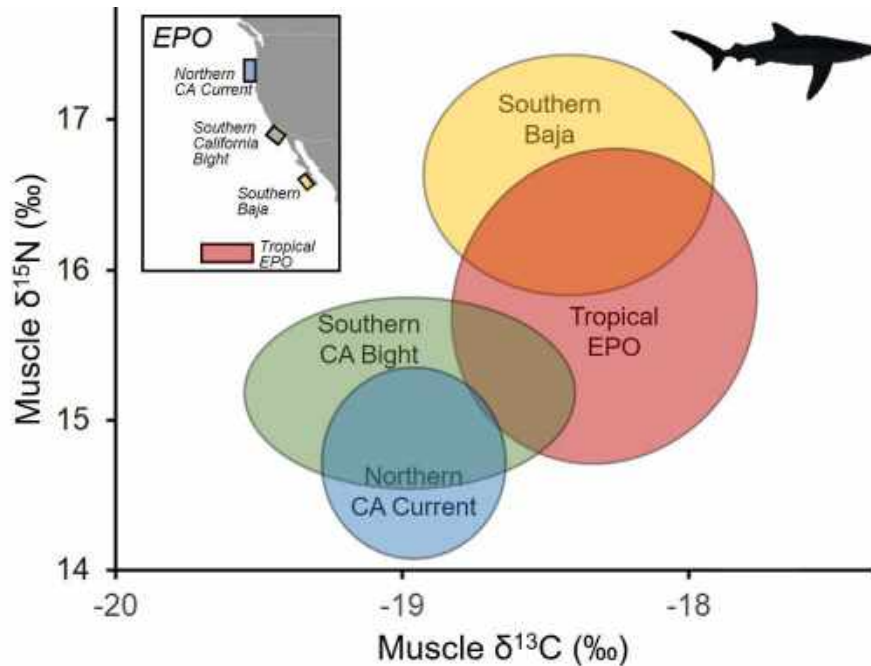 EPO
Northern
CA Current
Southern
California
Bight
Southern
Baja
Tropical
EPO
Southern
Baja
Tropical
EPO
Southern
CA Bight
Northern
CA Current
17
16
15
14
-20
-19
-18
Muscle δ¹⁵N (‰)
Muscle δ¹³C (‰)